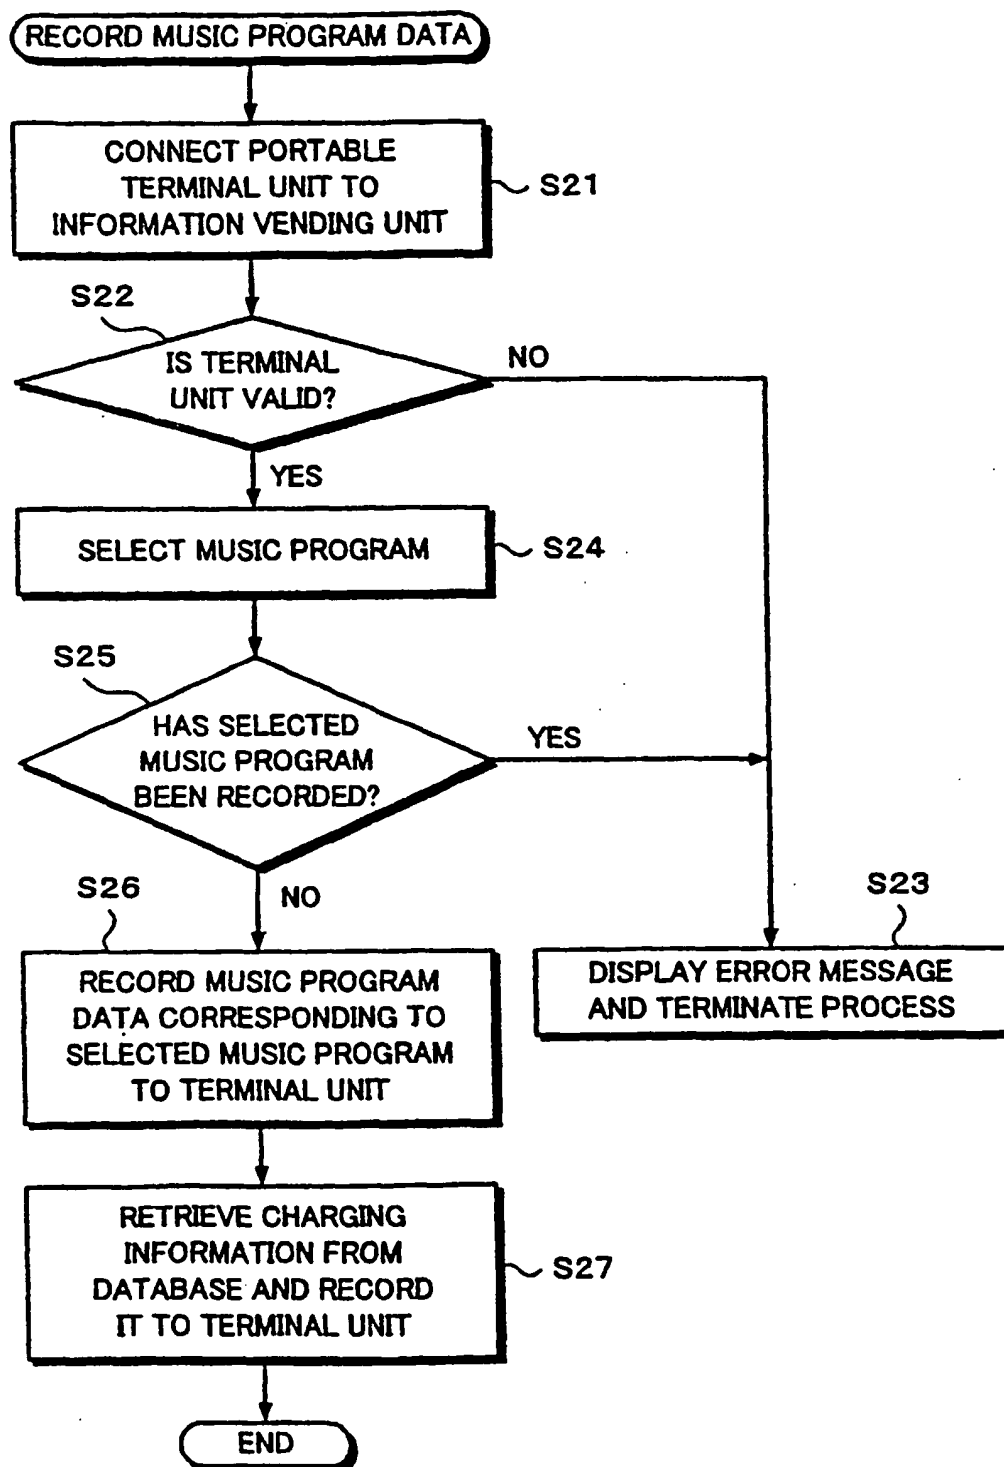 RECORD MUSIC PROGRAM DATA
CONNECT PORTABLE
TERMINAL UNIT TO
INFORMATION VENDING UNIT
S21
S22
IS TERMINAL
UNIT VALID?
NO
YES
SELECT MUSIC PROGRAM
S24
S25
HAS SELECTED
MUSIC PROGRAM
BEEN RECORDED?
YES
NO
S26
RECORD MUSIC PROGRAM
DATA CORRESPONDING TO
SELECTED MUSIC PROGRAM
TO TERMINAL UNIT
S23
DISPLAY ERROR MESSAGE
AND TERMINATE PROCESS
RETRIEVE CHARGING
INFORMATION FROM
DATABASE AND RECORD
IT TO TERMINAL UNIT
S27
END